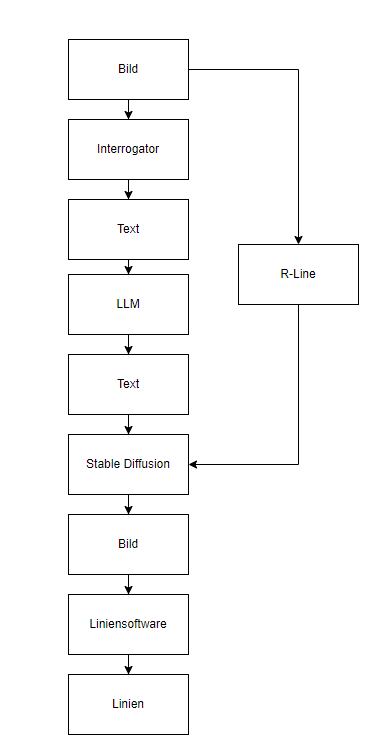 Bild
Interrogator
Text
R-Line
LLM
Text
Stable Diffusion
Bild
Liniensoftware
Linien